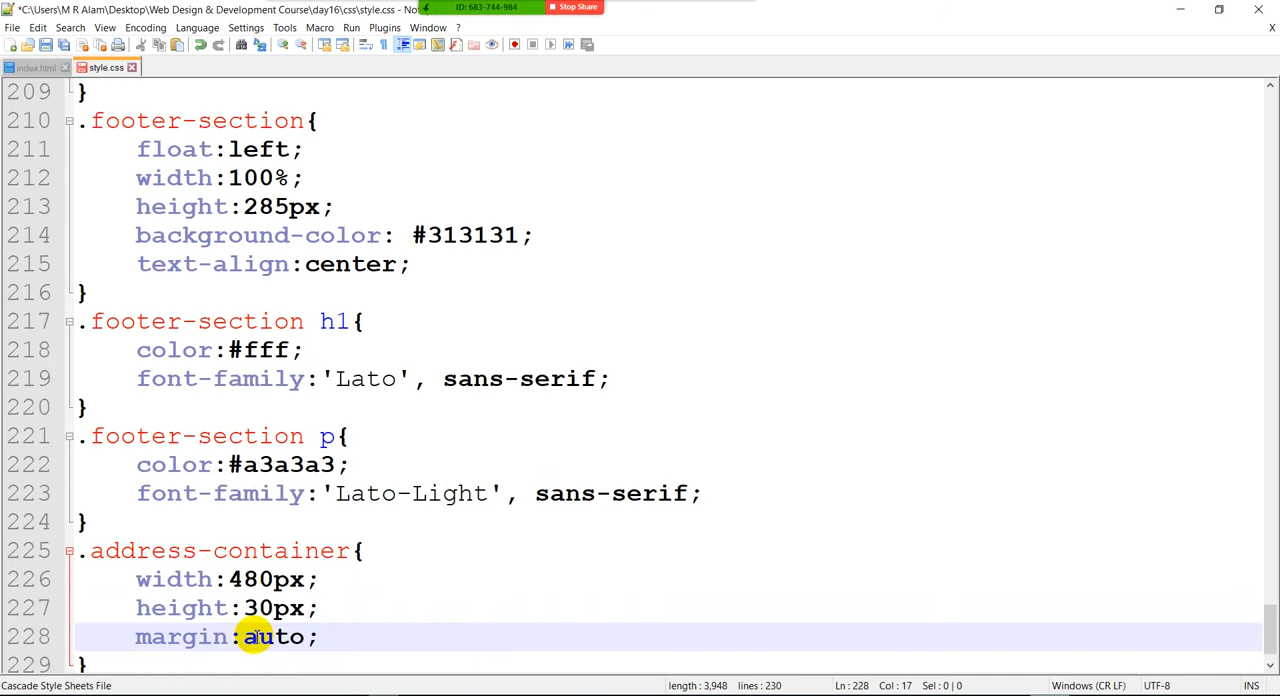 *C:\Users\M R Alam\Desktop\Web Design & Development Course\day16\css\style.css - Not
ID: 683-744-984
Stop Share
File Edit Search View Encoding Language Settings Tools Macro Run Plugins Window ? X
index.html style.css
209 }
210 .footer-section{
211 float:left;
212 width:100%;
213 height:285px;
214 background-color: #313131;
215 text-align:center;
216 }
217 .footer-section h1{
218 color:#fff;
219 font-family:'Lato', sans-serif;
220 }
221 .footer-section p{
222 color:#a3a3a3;
223 font-family:'Lato-Light', sans-serif;
224 }
225 .address-container{
226 width:480px;
227 height:30px;
228 margin:auto;
229 }
Cascade Style Sheets File length : 3,948 lines : 230 Ln : 228 Col : 17 Sel : 0 | 0 Windows (CR LF) UTF-8 INS